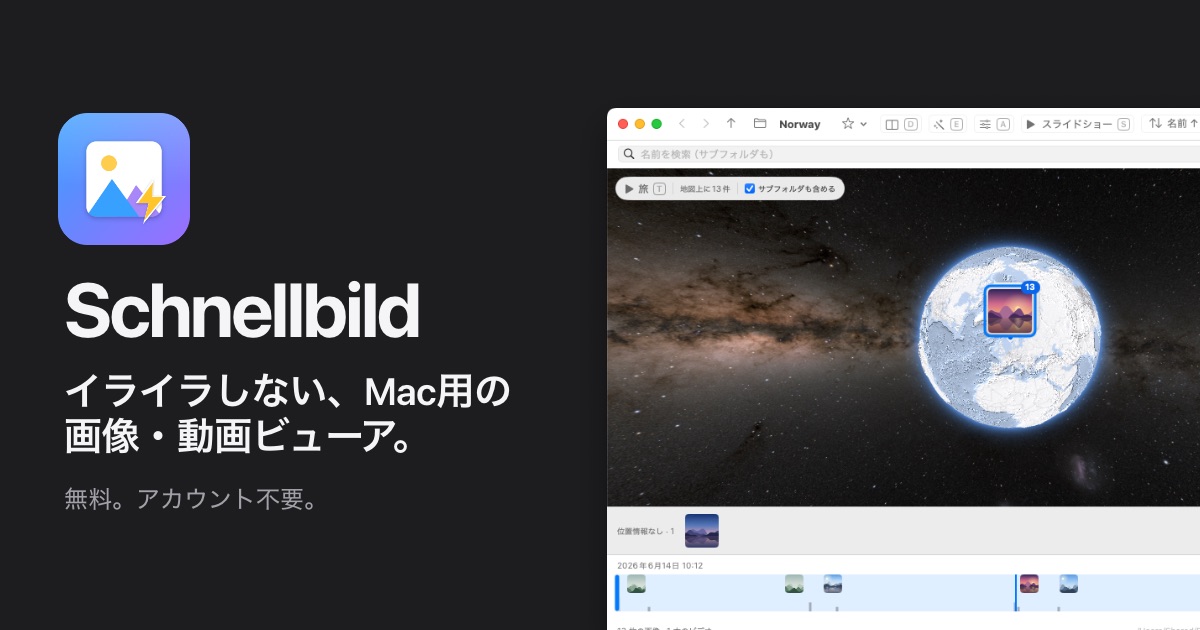 Schnellbild
イライラしない、Mac用の
画像・動画ビューア。
無料。アカウント不要。
Norway
D
E
A
スライドショー S
名前
名前を検索 (サブフォルダも)
旅 T
地図上に 13 件
サブフォルダも含める
13
位置情報なし · 1
2026年6月14日 10:12